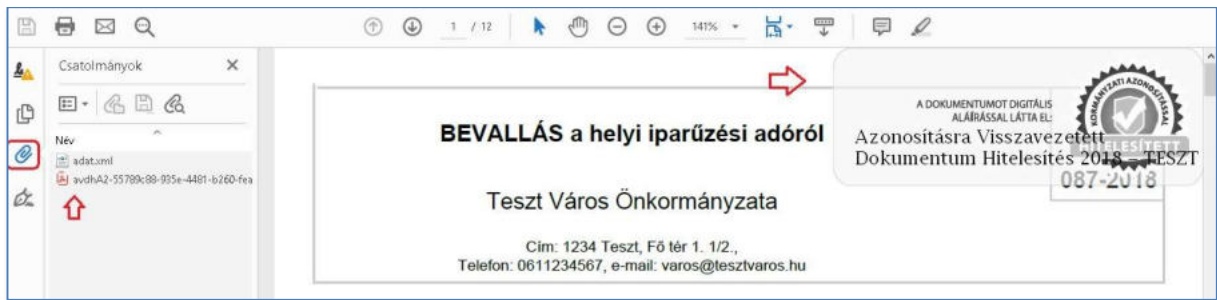 1 / 12
141%
Csatolmányok
Név
adat.xml
avdhA2-55789c88-935e-4481-b260-fea
BEVALLÁS a helyi iparűzési adóról
Teszt Város Önkormányzata
Cím: 1234 Teszt, Fő tér 1. 1/2.,
Telefon: 0611234567, e-mail: varos@tesztvaros.hu
A DOKUMENTUMOT DIGITÁLIS
ALÁÍRÁSSAL LÁTTA EL:
Azonosításra Visszavezetett
Dokumentum Hitelesítés 2018 – TESZT
KORMÁNYZATI AZONOSÍTÁSSAL
HITELESÍTETT
087-2018